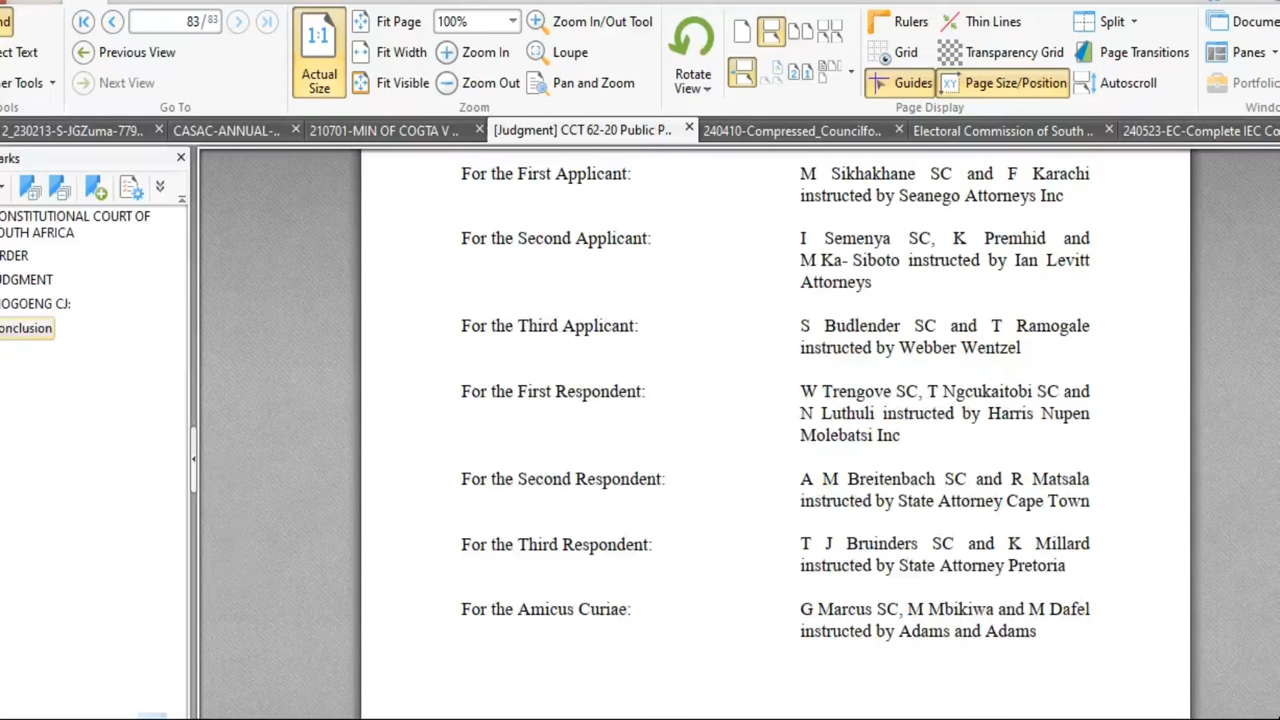 83 / 83
Fit Page
100%
Zoom In/Out Tool
Rulers
Thin Lines
Split
Docume
ct Text
Previous View
1:1
Fit Width
Zoom In
Loupe
Grid
Transparency Grid
Page Transitions
Panes
er Tools
Next View
Actual
Size
Fit Visible
Zoom Out
Pan and Zoom
Rotate
View
Guides
Page Size/Position
Autoscroll
Portfolio
ols
Go To
Zoom
Page Display
Windo
2_230213-S-JGZuma-779...
CASAC-ANNUAL-..
210701-MIN OF COGTA V ..
[Judgment] CCT 62-20 Public P..
240410-Compressed_Councilfo..
Electoral Commission of South ..
240523-EC-Complete IEC Co
arks
ONSTITUTIONAL COURT OF
OUTH AFRICA
RDER
UDGMENT
OGOENG CJ:
onclusion
For the First Applicant:
M Sikhakhane SC and F Karachi
instructed by Seanego Attorneys Inc
For the Second Applicant:
I Semenya SC, K Premhid and
M Ka- Siboto instructed by Ian Levitt
Attorneys
For the Third Applicant:
S Budlender SC and T Ramogale
instructed by Webber Wentzel
For the First Respondent:
W Trengove SC, T Ngcukaitobi SC and
N Luthuli instructed by Harris Nupen
Molebatsi Inc
For the Second Respondent:
A M Breitenbach SC and R Matsala
instructed by State Attorney Cape Town
For the Third Respondent:
T J Bruinders SC and K Millard
instructed by State Attorney Pretoria
For the Amicus Curiae:
G Marcus SC, M Mbikiwa and M Dafel
instructed by Adams and Adams